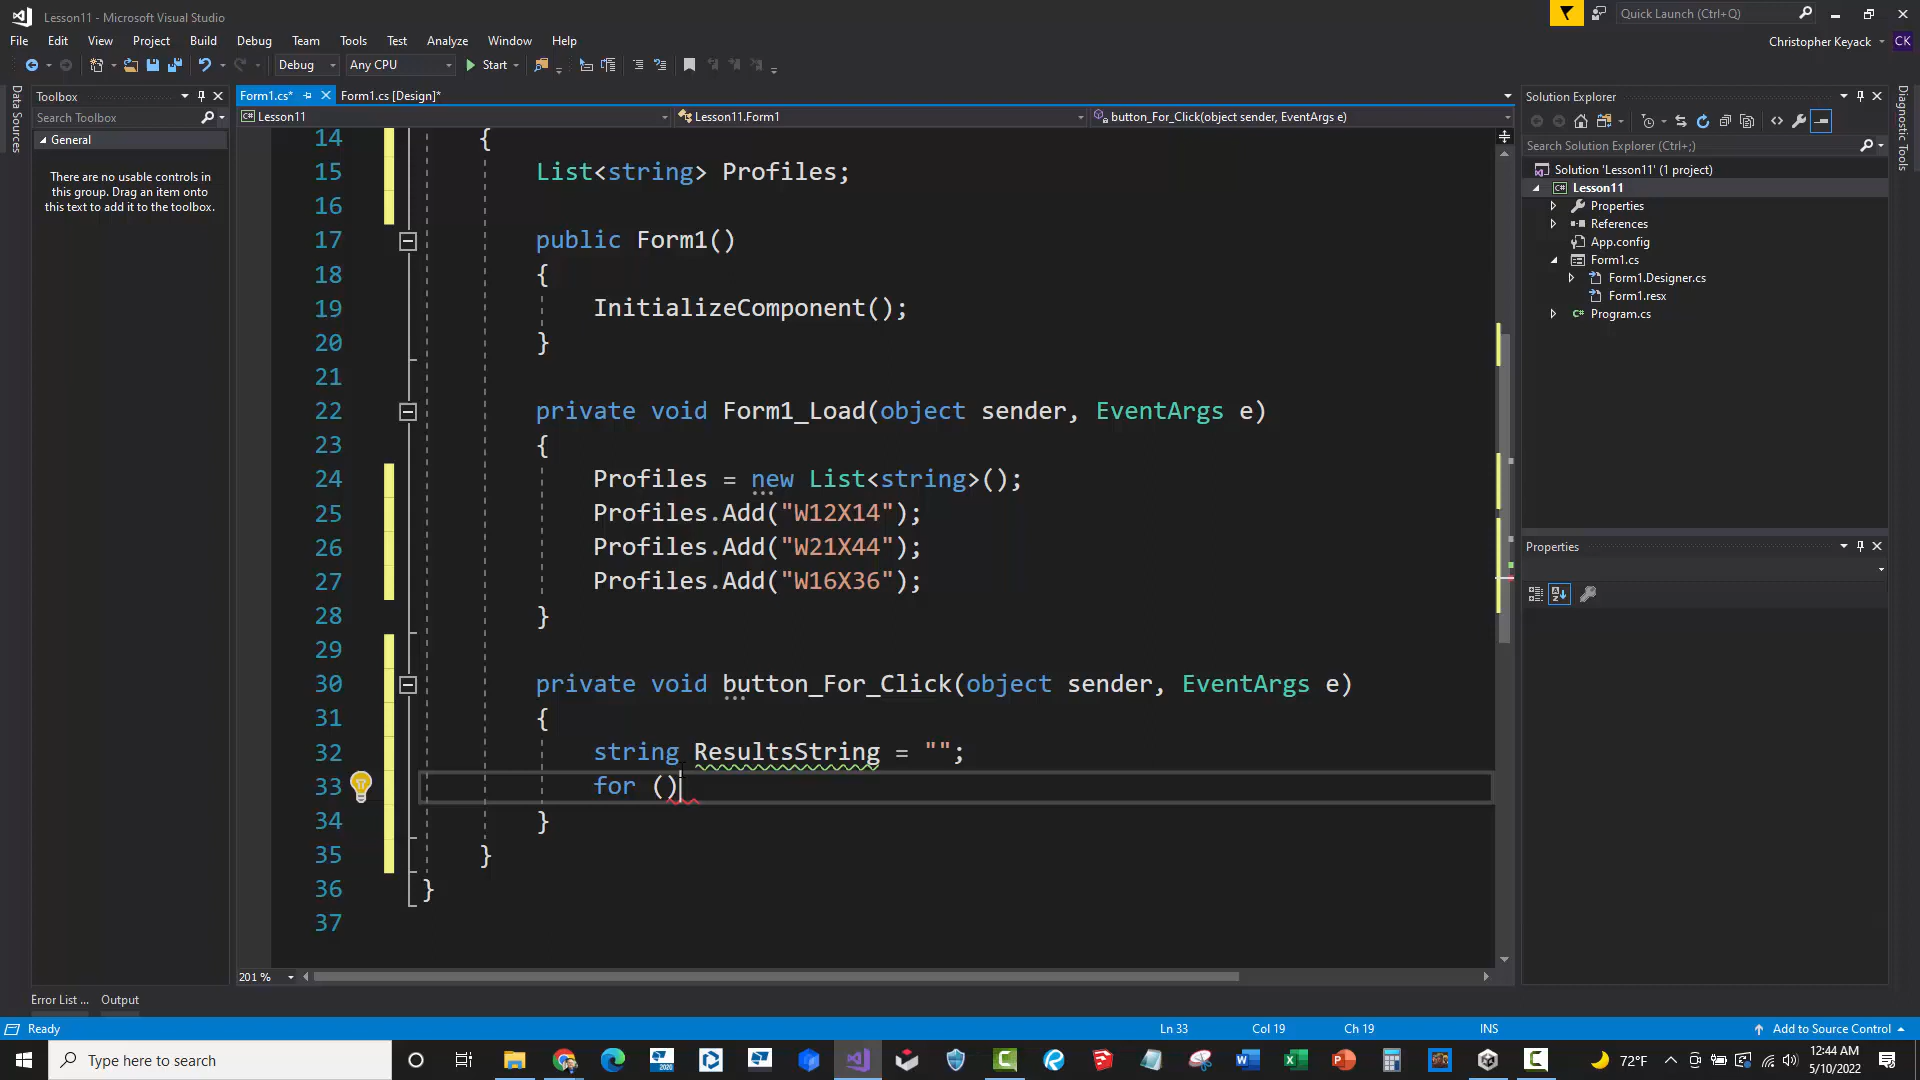 Lesson11 - Microsoft Visual Studio
Quick Launch (Ctrl+Q)
File Edit View Project Build Debug Team Tools Test Analyze Window Help
Christopher Keyack CK
Debug Any CPU Start
Data Sources
Toolbox
Search Toolbox
General
There are no usable controls in
this group. Drag an item onto
this text to add it to the toolbox.
Form1.cs* Form1.cs [Design]*
Lesson11 Lesson11.Form1 button_For_Click(object sender, EventArgs e)
14 {
15 List<string> Profiles;
16
17 public Form1()
18 {
19 InitializeComponent();
20 }
21
22 private void Form1_Load(object sender, EventArgs e)
23 {
24 Profiles = new List<string>();
25 Profiles.Add("W12X14");
26 Profiles.Add("W21X44");
27 Profiles.Add("W16X36");
28 }
29
30 private void button_For_Click(object sender, EventArgs e)
31 {
32 string ResultsString = "";
33 for ()
34 }
35 }
36 }
37
201 %
Solution Explorer
Search Solution Explorer (Ctrl+;)
Solution 'Lesson11' (1 project)
C# Lesson11
Properties
References
App.config
Form1.cs
Form1.Designer.cs
Form1.resx
C# Program.cs
Properties
Diagnostic Tools
Error List ... Output
Ready Ln 33 Col 19 Ch 19 INS Add to Source Control
Type here to search
2020
72°F
12:44 AM
5/10/2022